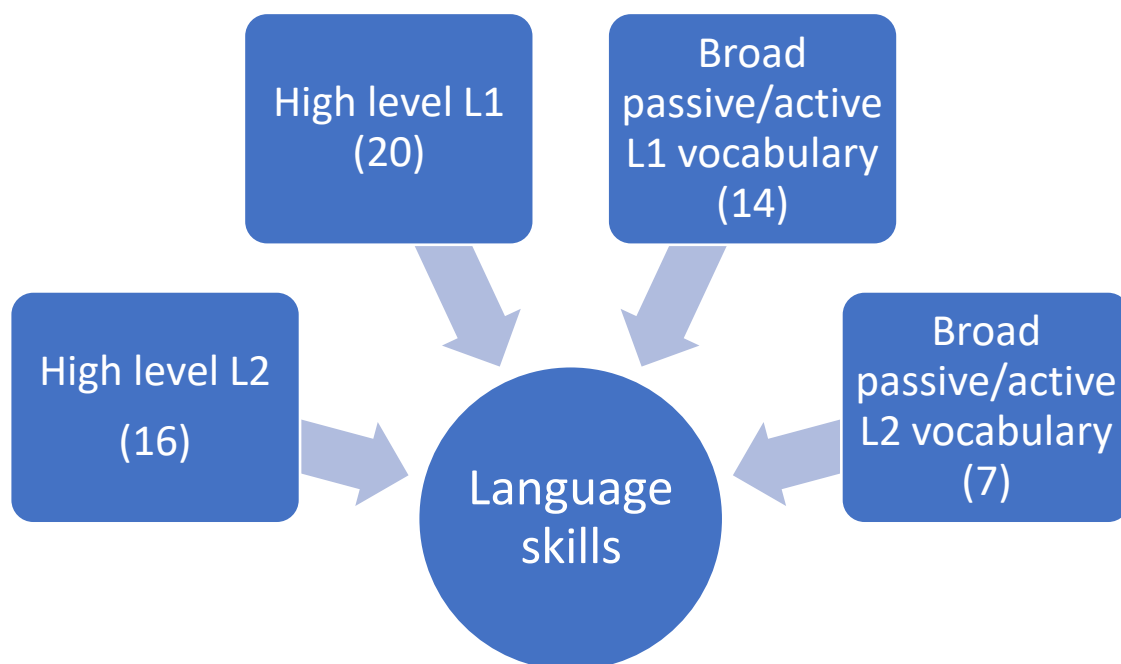 High level L1
(20)
Broad
passive/active
L1 vocabulary
(14)
High level L2
(16)
Broad
passive/active
L2 vocabulary
(7)
Language
skills